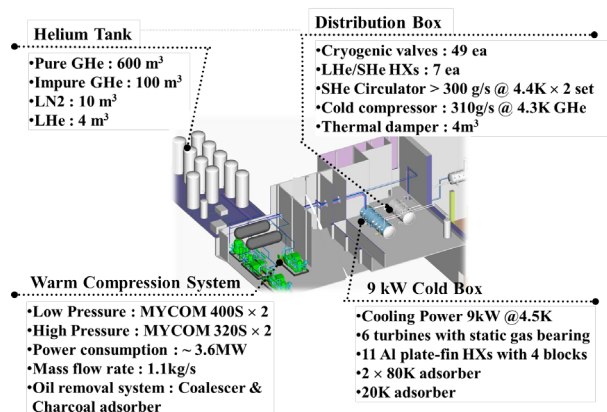 Helium Tank
•Pure GHe : 600 m³
•Impure GHe : 100 m³
•LN2 : 10 m³
•LHe : 4 m³
Distribution Box
•Cryogenic valves : 49 ea
•LHe/SHe HXs : 7 ea
•SHe Circulator > 300 g/s @ 4.4K × 2 set
•Cold compressor : 310g/s @ 4.3K GHe
•Thermal damper : 4m³
Warm Compression System
•Low Pressure : MYCOM 400S × 2
•High Pressure : MYCOM 320S × 2
•Power consumption : ~ 3.6MW
•Mass flow rate : 1.1kg/s
•Oil removal system : Coalescer &
Charcoal adsorber
9 kW Cold Box
•Cooling Power 9kW @4.5K
•6 turbines with static gas bearing
•11 Al plate-fin HXs with 4 blocks
•2 × 80K adsorber
•20K adsorber